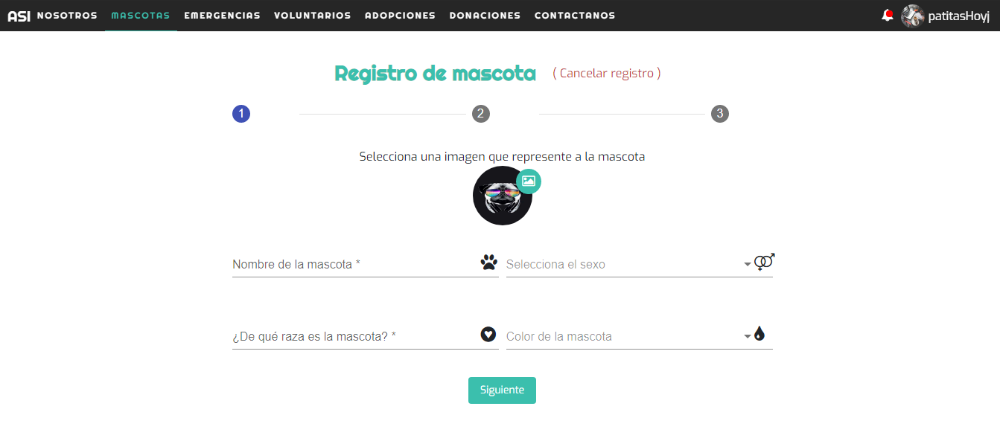 ASI NOSOTROS MASCOTAS EMERGENCIAS VOLUNTARIOS ADOPCIONES DONACIONES CONTACTANOS patitasHoyj
Registro de mascota ( Cancelar registro )
1 2 3
Selecciona una imagen que represente a la mascota
Nombre de la mascota * Selecciona el sexo
¿De qué raza es la mascota? * Color de la mascota
Siguiente